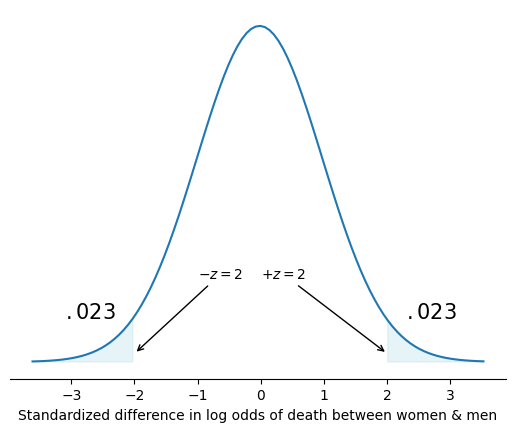 −z = 2 +z = 2
.023 .023
−3 −2 −1 0 1 2 3
Standardized difference in log odds of death between women & men